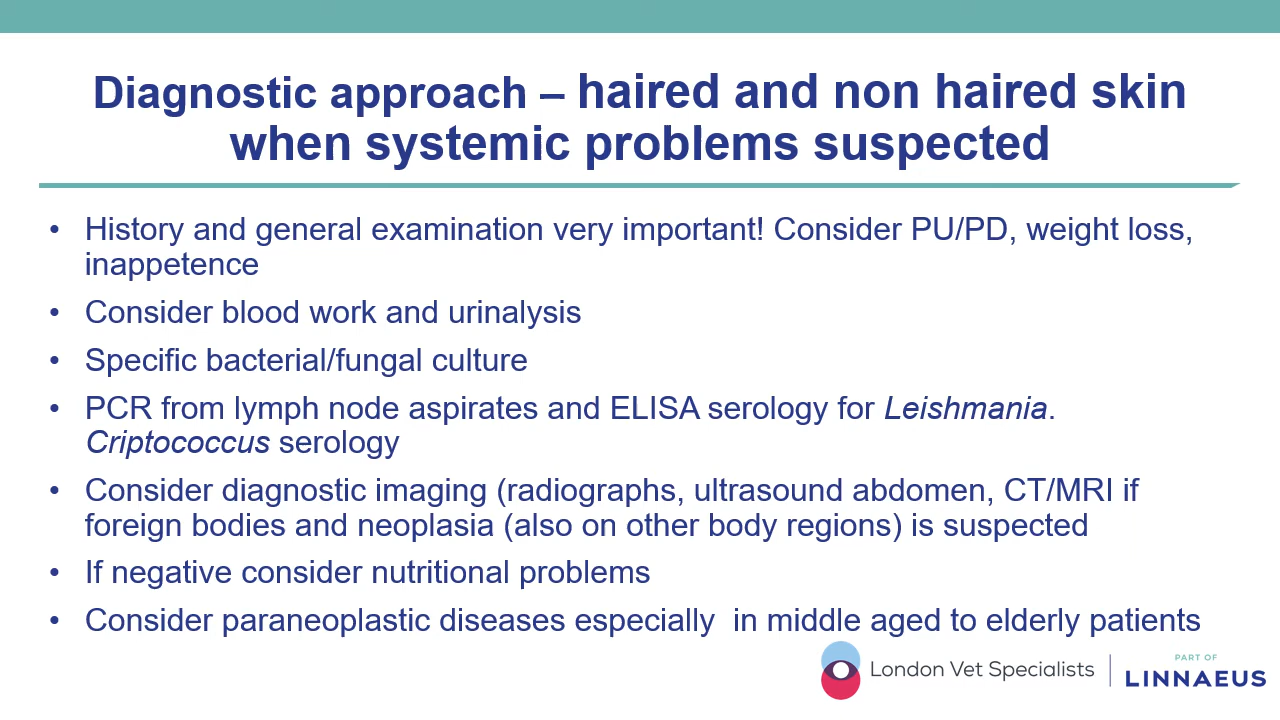 Diagnostic approach – haired and non haired skin
when systemic problems suspected
• History and general examination very important! Consider PU/PD, weight loss,
inappetence
• Consider blood work and urinalysis
• Specific bacterial/fungal culture
• PCR from lymph node aspirates and ELISA serology for Leishmania.
Criptococcus serology
• Consider diagnostic imaging (radiographs, ultrasound abdomen, CT/MRI if
foreign bodies and neoplasia (also on other body regions) is suspected
• If negative consider nutritional problems
• Consider paraneoplastic diseases especially  in middle aged to elderly patients
London Vet Specialists
PART OF
LINNAEUS